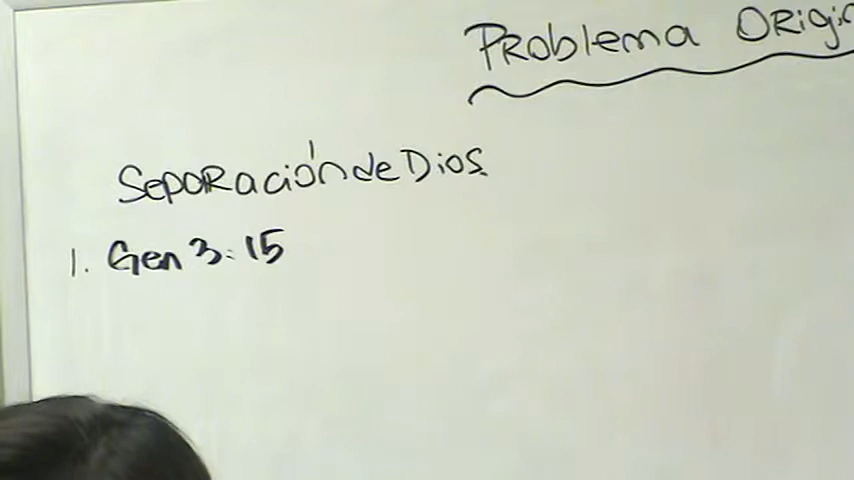 Problema Origi
Separación de Dios.
1. Gen 3:15